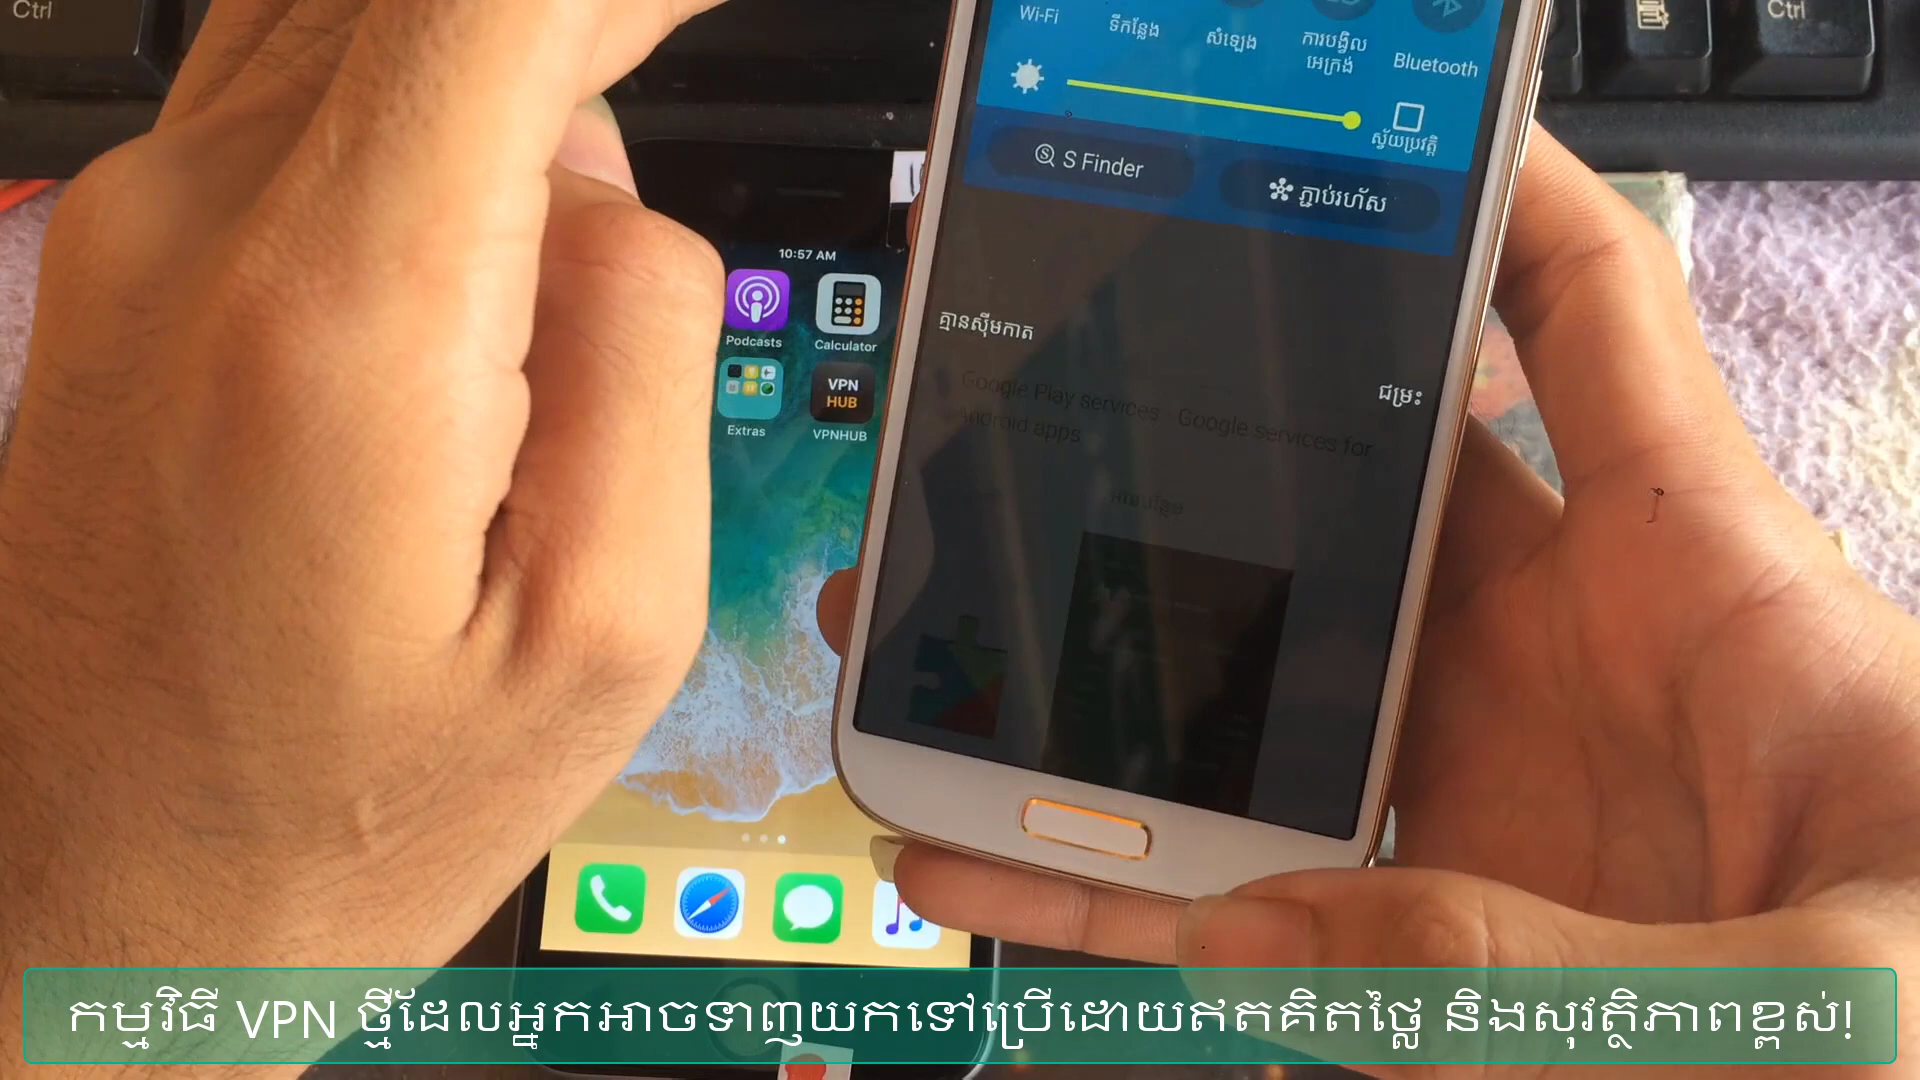 Ctrl
Ctrl
Wi-Fi
ទីកន្លែង
សំឡេង
ការបង្វិល
អេក្រង់
Bluetooth
ស្វ័យប្រវត្តិ
S Finder
ភ្ជាប់រហ័ស
10:57 AM
Podcasts
Calculator
VPN
HUB
Extras
VPNHUB
គ្មានស៊ីមកាត
ជម្រះ
Google Play services - Google services for
Android apps
កម្មវិធី VPN ថ្មីដែលអ្នកអាចទាញយកទៅប្រើដោយឥតគិតថ្លៃ និងសុវត្ថិភាពខ្ពស់!